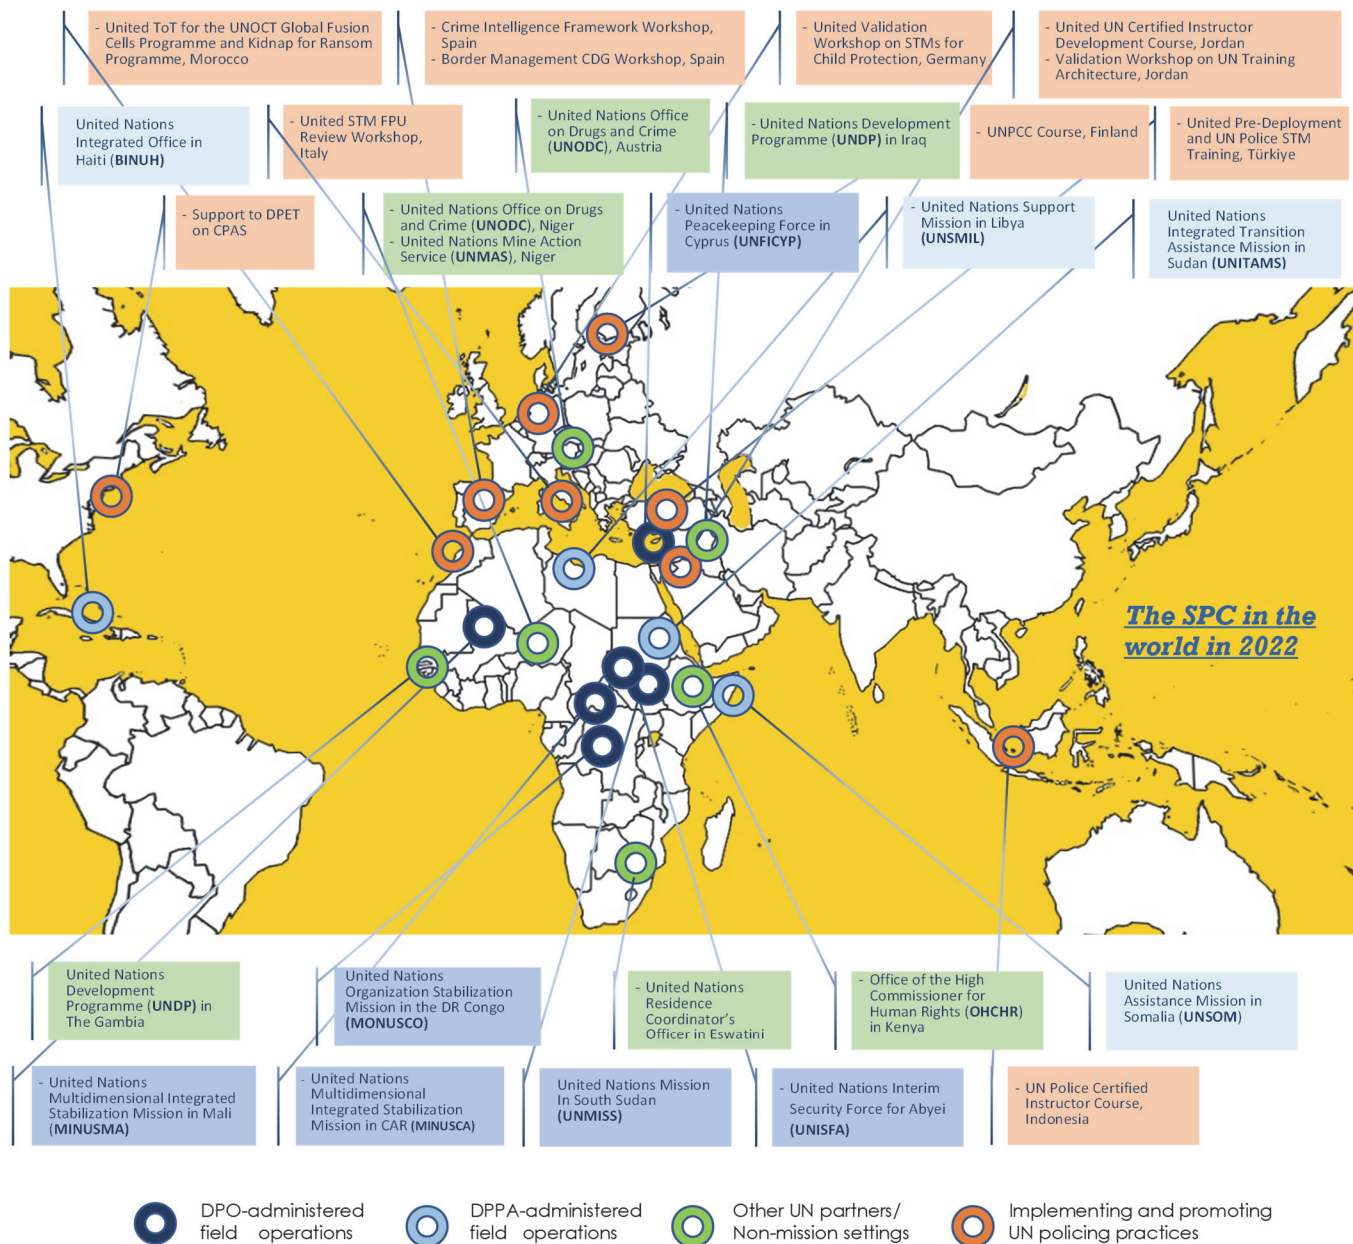 - United ToT for the UNOCT Global Fusion
Cells Programme and Kidnap for Ransom
Programme, Morocco
- Crime Intelligence Framework Workshop,
Spain
- Border Management CDG Workshop, Spain
- United Validation
Workshop on STMs for
Child Protection, Germany
- United UN Certified Instructor
Development Course, Jordan
- Validation Workshop on UN Training
Architecture, Jordan
United Nations
Integrated Office in
Haiti (BINUH)
- United STM FPU
Review Workshop,
Italy
- United Nations Office
on Drugs and Crime
(UNODC), Austria
- United Nations Development
Programme (UNDP) in Iraq
- UNPCC Course, Finland
- United Pre-Deployment
and UN Police STM
Training, Türkiye
- Support to DPET
on CPAS
- United Nations Office on Drugs
and Crime (UNODC), Niger
- United Nations Mine Action
Service (UNMAS), Niger
- United Nations
Peacekeeping Force in
Cyprus (UNFICYP)
- United Nations Support
Mission in Libya
(UNSMIL)
United Nations
Integrated Transition
Assistance Mission in
Sudan (UNITAMS)
The SPC in the
world in 2022
United Nations
Development
Programme (UNDP) in
The Gambia
United Nations
Organization Stabilization
Mission in the DR Congo
(MONUSCO)
- United Nations
Residence
Coordinator's
Officer in Eswatini
- Office of the High
Commissioner for
Human Rights (OHCHR)
in Kenya
United Nations
Assistance Mission in
Somalia (UNSOM)
- United Nations
Multidimensional Integrated
Stabilization Mission in Mali
(MINUSMA)
- United Nations
Multidimensional
Integrated Stabilization
Mission in CAR (MINUSCA)
United Nations Mission
In South Sudan
(UNMISS)
- United Nations Interim
Security Force for Abyei
(UNISFA)
- UN Police Certified
Instructor Course,
Indonesia
DPO-administered
field operations
DPPA-administered
field operations
Other UN partners/
Non-mission settings
Implementing and promoting
UN policing practices